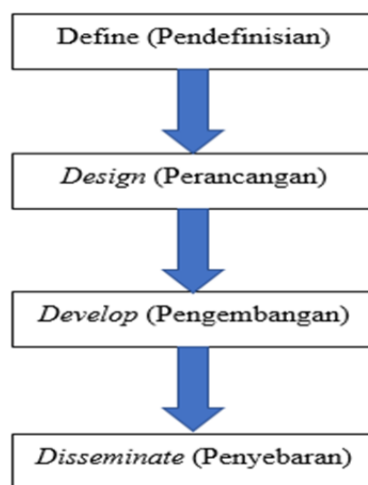 Define (Pendefinisian)
Design (Perancangan)
Develop (Pengembangan)
Disseminate (Penyebaran)